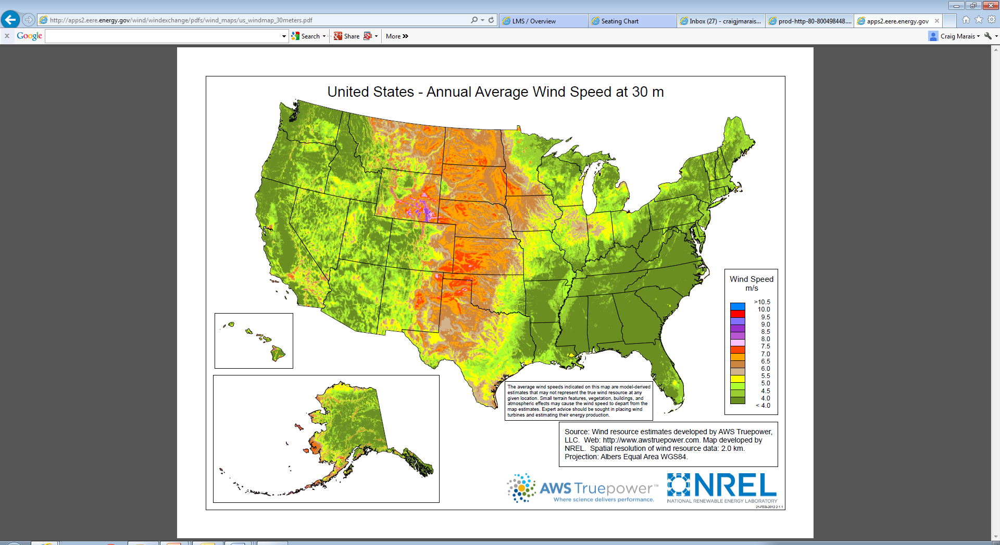 http://apps2.eere.energy.gov/wind/windexchange/pdfs/wind_maps/us_windmap_30meters.pdf
LMS / Overview
Seating Chart
Inbox (27) - craigjmarais...
prod-http-80-800498448....
apps2.eere.energy.gov
x Google
Search
Share
More »
Craig Marais
United States - Annual Average Wind Speed at 30 m
Wind Speed
m/s
>10.5
10.0
9.5
9.0
8.5
8.0
7.5
7.0
6.5
6.0
5.5
5.0
4.5
4.0
< 4.0
The average wind speeds indicated on this map are model-derived
estimates that may not represent the true wind resource at any
given location. Small terrain features, vegetation, buildings, and
atmospheric effects may cause the wind speed to depart from the
map estimates. Expert advice should be sought in placing wind
turbines and estimating their energy production.
Source: Wind resource estimates developed by AWS Truepower,
LLC. Web: http://www.awstruepower.com. Map developed by
NREL. Spatial resolution of wind resource data: 2.0 km.
Projection: Albers Equal Area WGS84.
AWS Truepower™
Where science delivers performance.
NREL
NATIONAL RENEWABLE ENERGY LABORATORY
21-FEB-2012 2.1.1